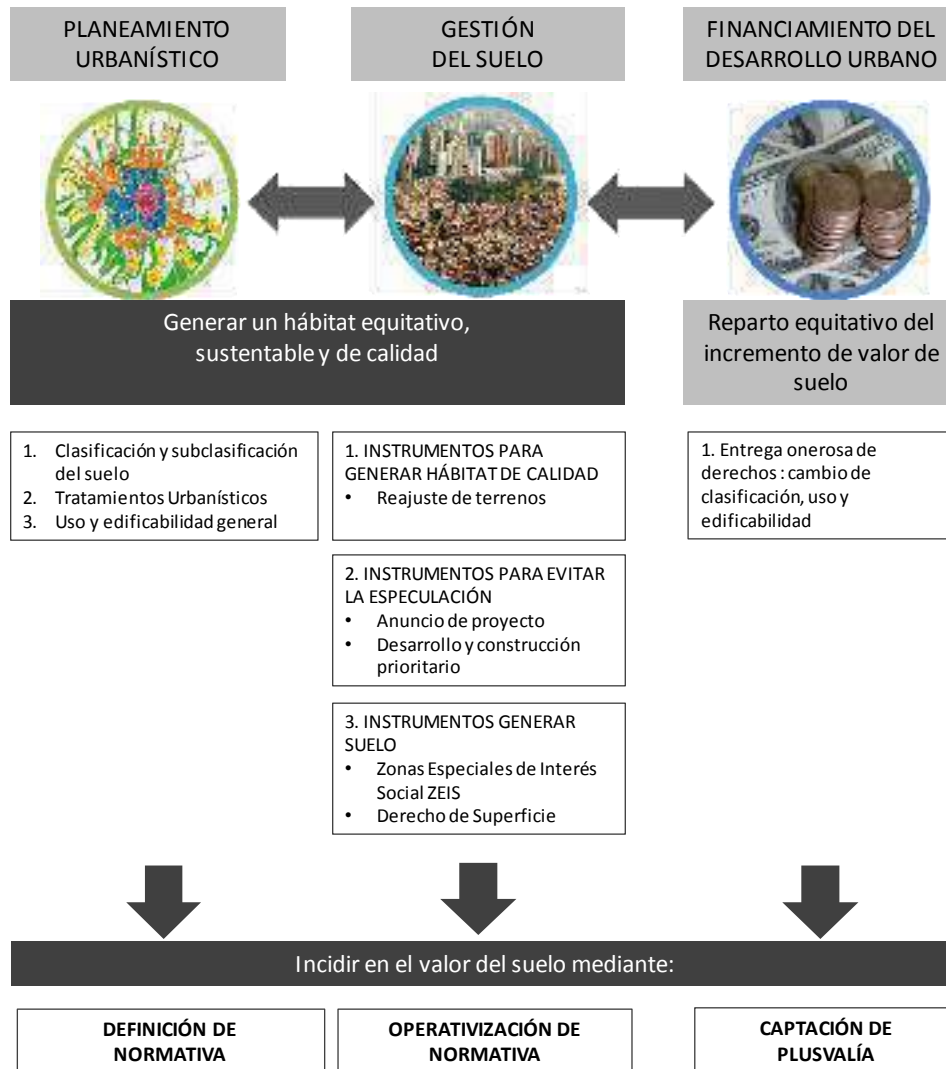 PLANEAMIENTO
URBANÍSTICO
GESTIÓN
DEL SUELO
FINANCIAMIENTO DEL
DESARROLLO URBANO
Generar un hábitat equitativo,
sustentable y de calidad
Reparto equitativo del
incremento de valor de
suelo
1. Clasificación y subclasificación
del suelo
2. Tratamientos Urbanísticos
3. Uso y edificabilidad general
1. INSTRUMENTOS PARA
GENERAR HÁBITAT DE CALIDAD
• Reajuste de terrenos
2. INSTRUMENTOS PARA EVITAR
LA ESPECULACIÓN
• Anuncio de proyecto
• Desarrollo y construcción
prioritario
3. INSTRUMENTOS GENERAR
SUELO
• Zonas Especiales de Interés
Social ZEIS
• Derecho de Superficie
1. Entrega onerosa de
derechos : cambio de
clasificación, uso y
edificabilidad
Incidir en el valor del suelo mediante:
DEFINICIÓN DE
NORMATIVA
OPERATIVIZACIÓN DE
NORMATIVA
CAPTACIÓN DE
PLUSVALÍA